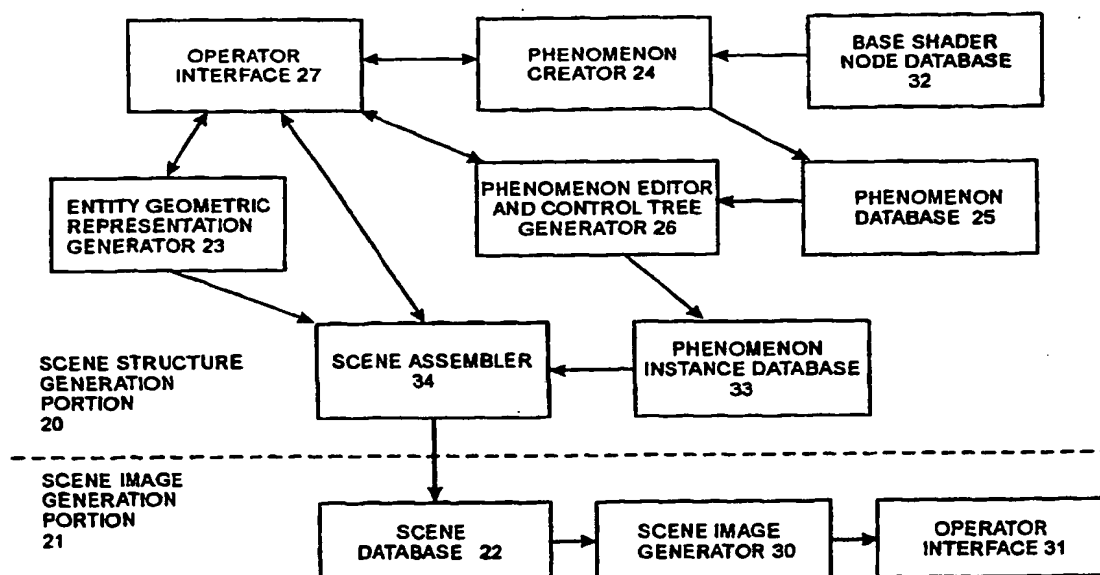 OPERATOR
INTERFACE 27
PHENOMENON
CREATOR 24
BASE SHADER
NODE DATABASE
32
ENTITY GEOMETRIC
REPRESENTATION
GENERATOR 23
PHENOMENON EDITOR
AND CONTROL TREE
GENERATOR 26
PHENOMENON
DATABASE 25
SCENE STRUCTURE
GENERATION
PORTION
20
SCENE ASSEMBLER
34
PHENOMENON
INSTANCE DATABASE
33
SCENE IMAGE
GENERATION
PORTION
21
SCENE
DATABASE 22
SCENE IMAGE
GENERATOR 30
OPERATOR
INTERFACE 31